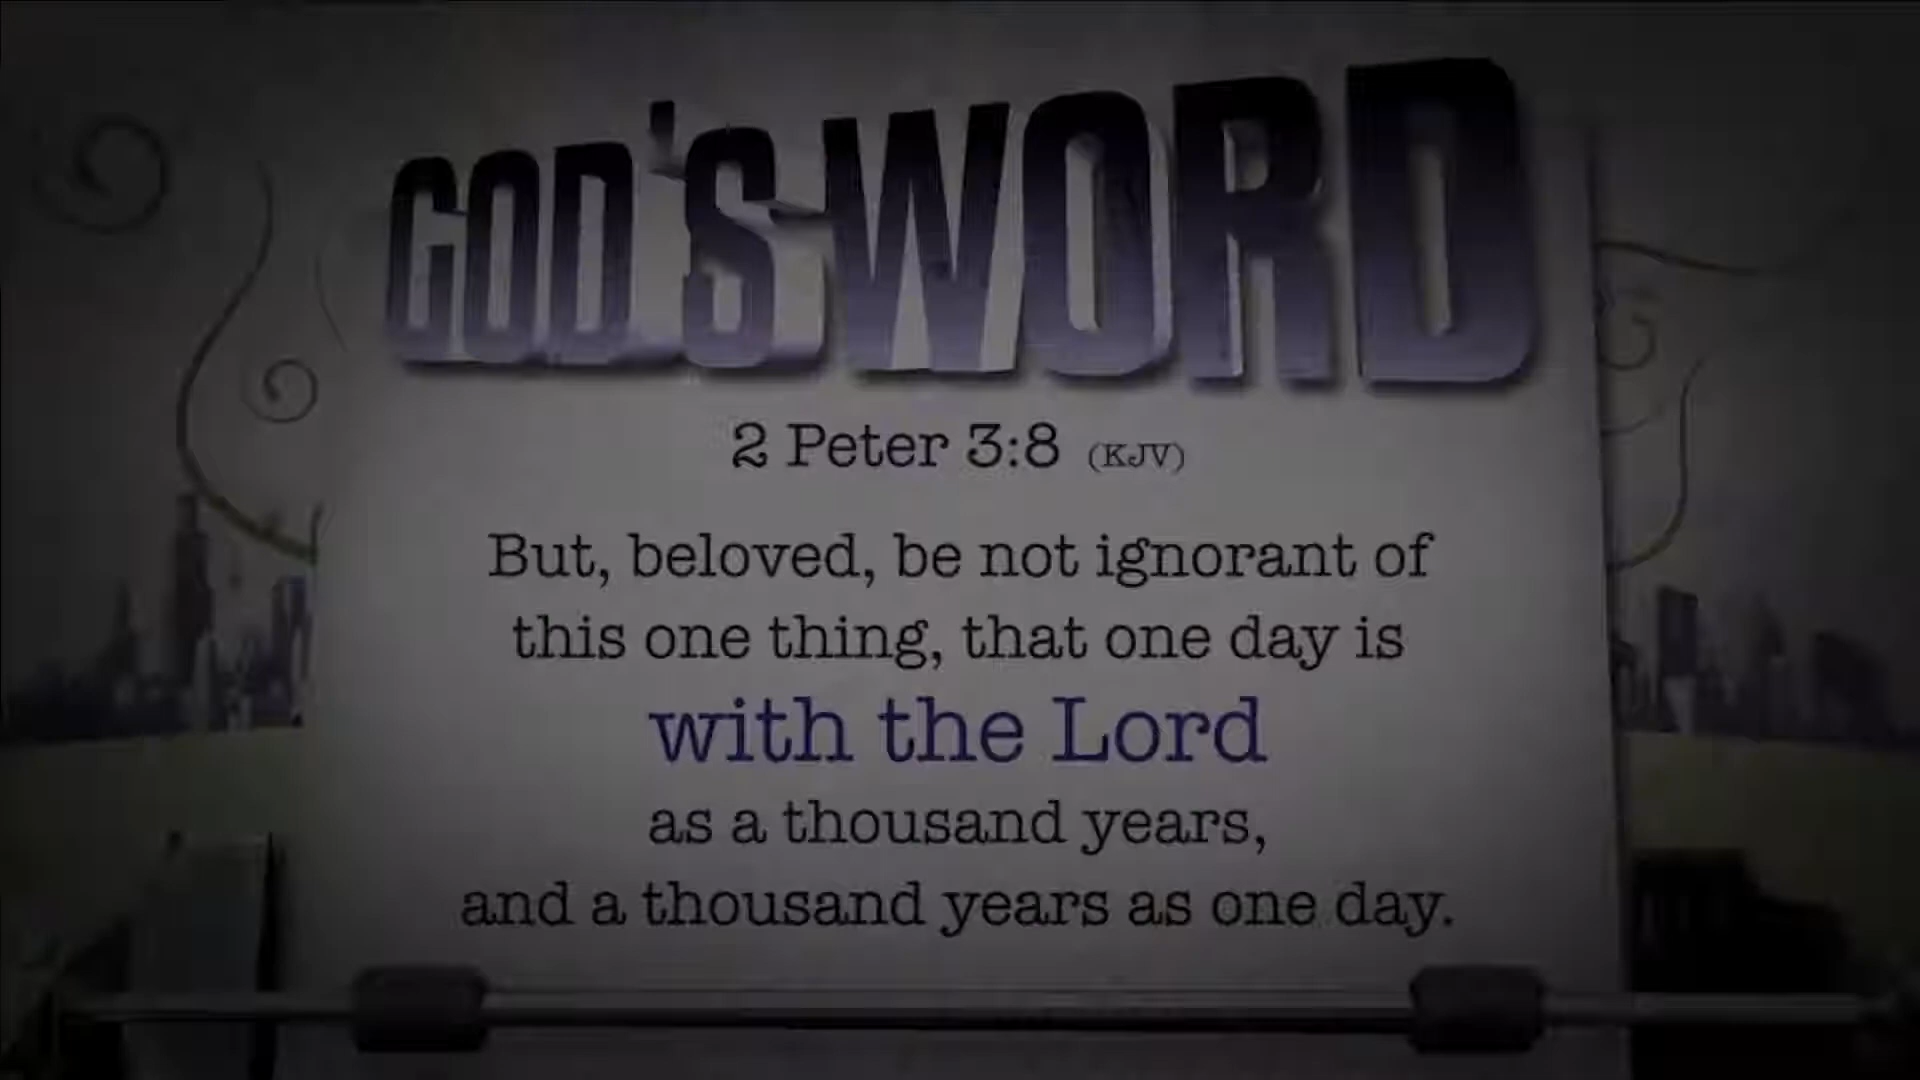 GOD'S WORD
2 Peter 3:8 (KJV)
But, beloved, be not ignorant of
this one thing, that one day is
with the Lord
as a thousand years,
and a thousand years as one day.